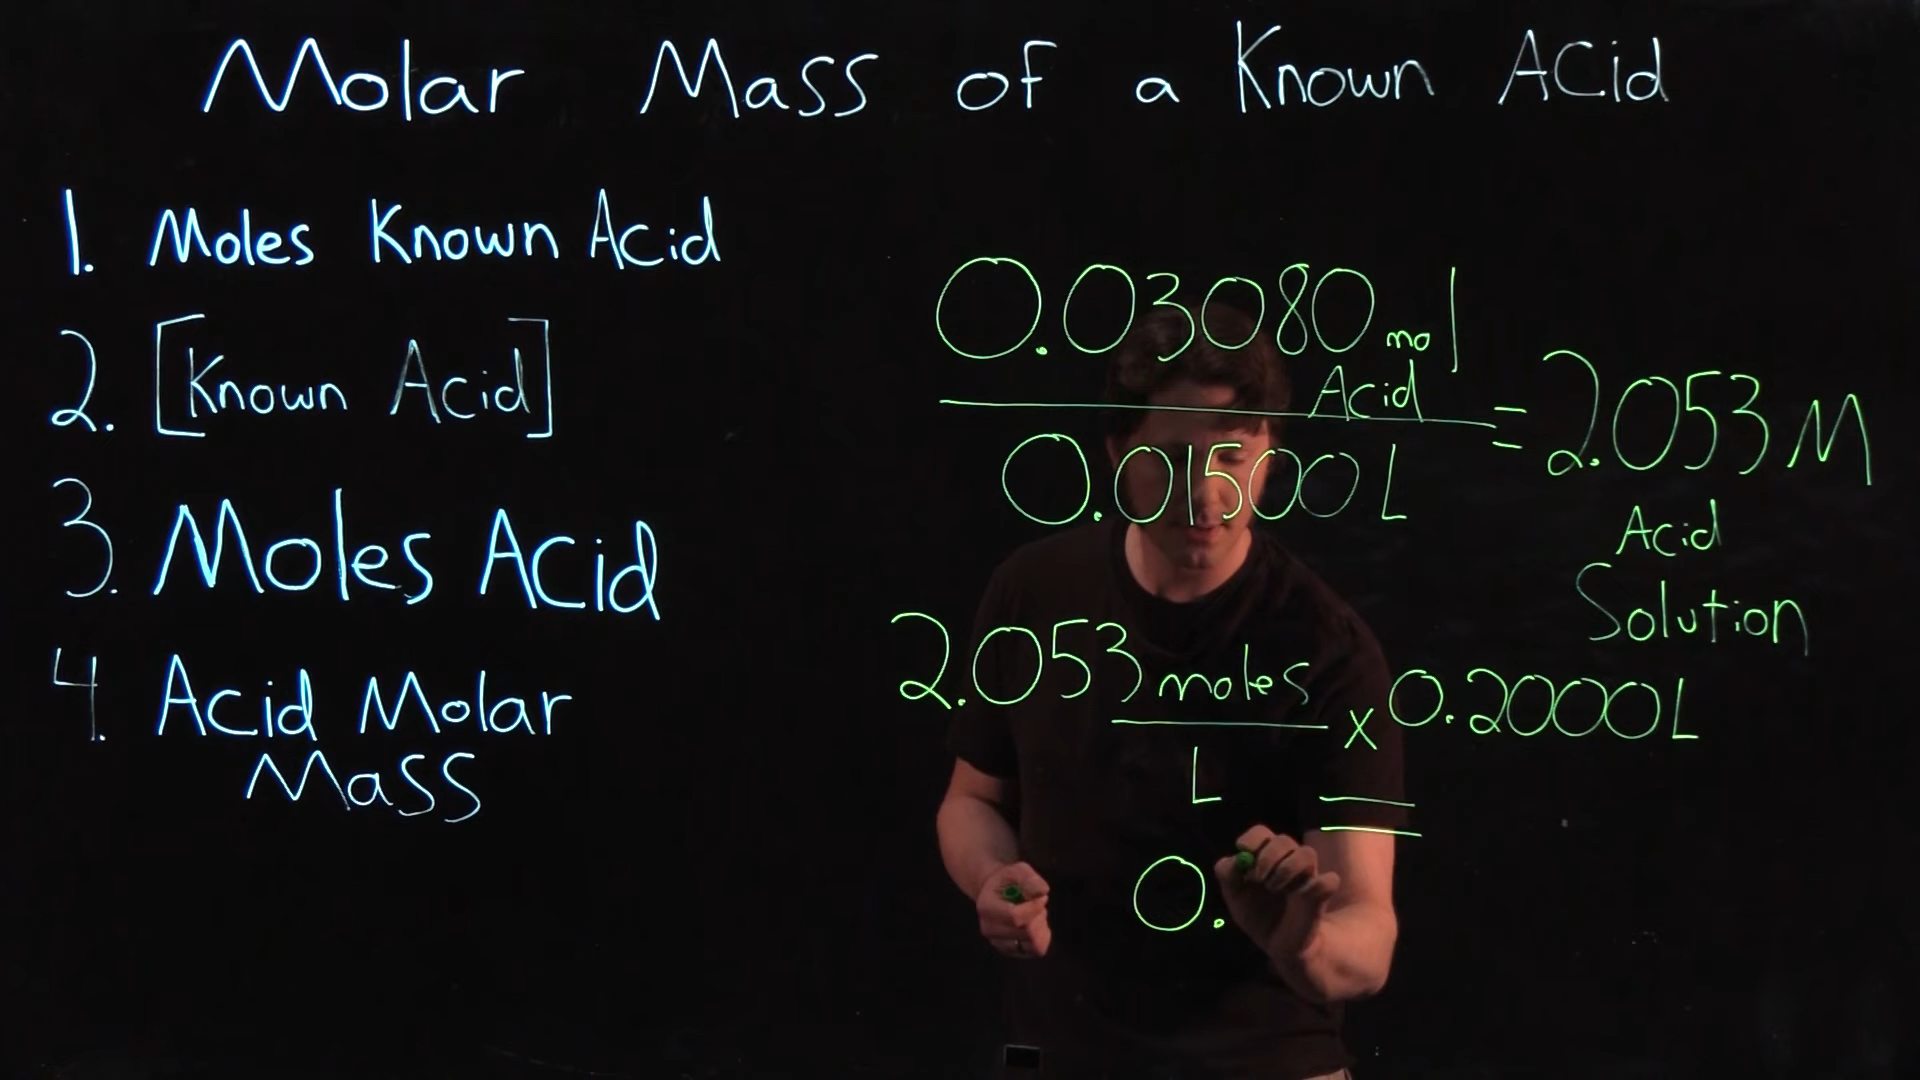 Molar Mass of a Known Acid
1. Moles Known Acid
2. [Known Acid]
3. Moles Acid
4. Acid Molar
Mass
0.03080 mol
Acid
0.01500 L
= 2.053 M
Acid
Solution
2.053 moles
L
x 0.2000 L
=
0.